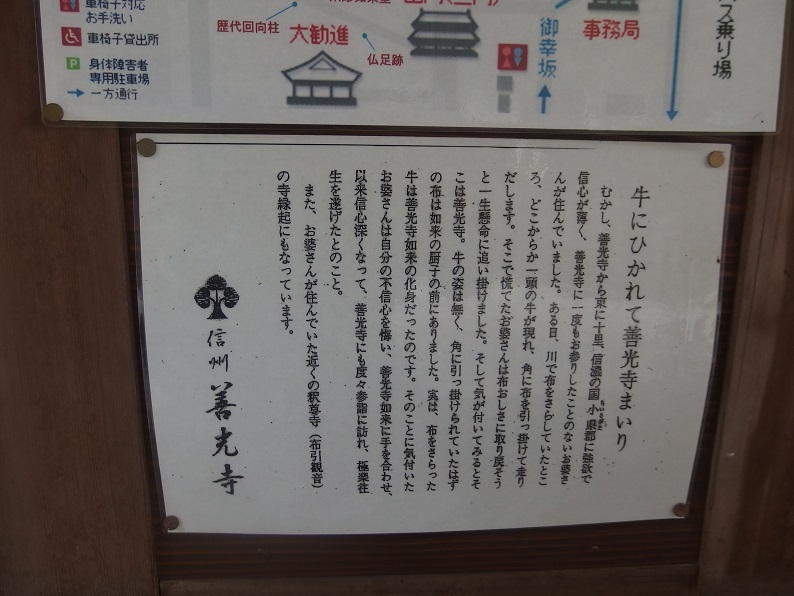 車椅子対応
お手洗い
車椅子貸出所
P
身体障害者
専用駐車場
一方通行
歴代回向柱
大勧進
仏足跡
御幸坂
事務局
バス乗り場
牛にひかれて善光寺まいり
むかし、善光寺から東に十里、信濃の国小県郡に強欲で
信心が薄く、善光寺に一度もお参りしたことのないお婆さ
んが住んでいました。ある日、川で布をさらしていたとこ
ろ、どこからか一頭の牛が現れ、角に布を引っ掛けて走り
だします。そこで慌てたお婆さんは布おしさに取り戻そう
と一生懸命に追い掛けました。そして気が付いてみるとそ
こは善光寺。牛の姿は無く、角に引っ掛けられていたはず
の布は如来の厨子の前にありました。実は、布をさらった
牛は善光寺如来の化身だったのです。そのことに気付いた
お婆さんは自分の不信心を悔い、善光寺如来に手を合わせ、
以来信心深くなって、善光寺にも度々参詣に訪れ、極楽往
生を遂げたとのこと。
また、お婆さんが住んでいた近くの釈尊寺(布引観音)
の寺縁起にもなっています。
信州 善光寺